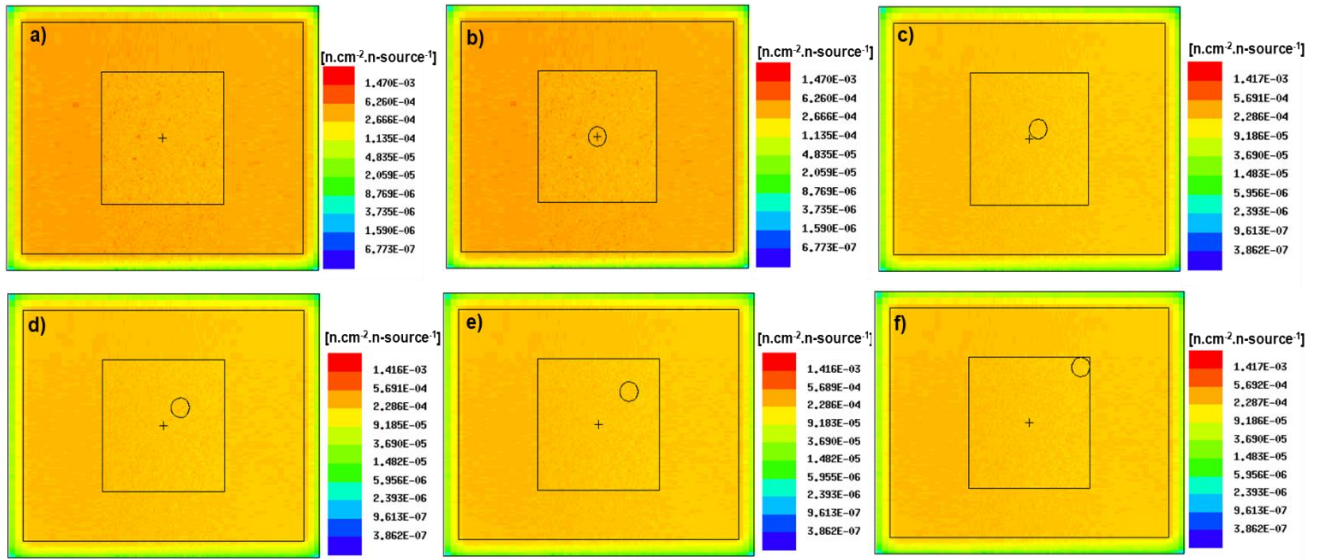 a)
[n.cm-2.n-source-1]
1.470E-03
6.260E-04
2.666E-04
1.135E-04
4.835E-05
2.059E-05
8.769E-06
3.735E-06
1.590E-06
6.773E-07
b)
[n.cm-2.n-source-1]
1.470E-03
6.260E-04
2.666E-04
1.135E-04
4.835E-05
2.059E-05
8.769E-06
3.735E-06
1.590E-06
6.773E-07
c)
[n.cm-2.n-source-1]
1.417E-03
5.691E-04
2.286E-04
9.186E-05
3.690E-05
1.483E-05
5.956E-06
2.393E-06
9.613E-07
3.862E-07
d)
[n.cm-2.n-source-1]
1.416E-03
5.691E-04
2.286E-04
9.185E-05
3.690E-05
1.482E-05
5.956E-06
2.393E-06
9.613E-07
3.862E-07
e)
[n.cm-2.n-source-1]
1.416E-03
5.689E-04
2.286E-04
9.183E-05
3.690E-05
1.482E-05
5.955E-06
2.393E-06
9.613E-07
3.862E-07
f)
[n.cm-2.n-source-1]
1.417E-03
5.692E-04
2.287E-04
9.186E-05
3.690E-05
1.483E-05
5.956E-06
2.393E-06
9.613E-07
3.862E-07